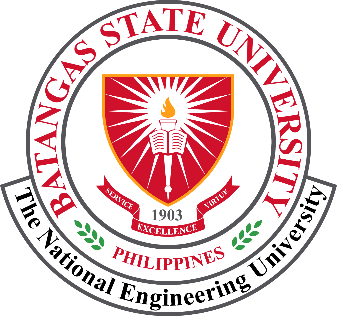 BATANGAS STATE UNIVERSITY
SERVICE
EXCELLENCE
VIRTUE
1903
PHILIPPINES
The National Engineering University